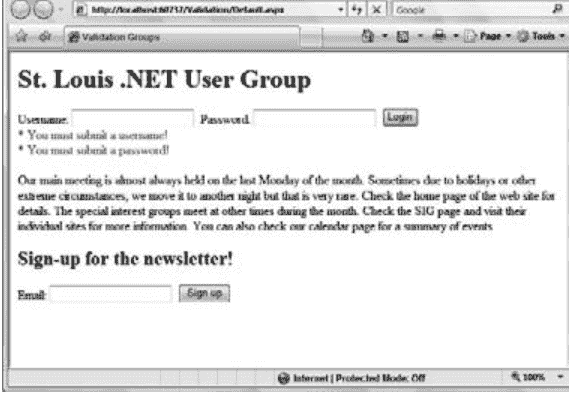 http://localhost:60737/Validation/Default.aspx
Google
Validation Groups
Page
Tools
St. Louis .NET User Group
Username: Password: Login
* You must submit a username!
* You must submit a password!
Our main meeting is almost always held on the last Monday of the month. Sometimes due to holidays or other
extreme circumstances, we move it to another night but that is very rare. Check the home page of the web site for
details. The special interest groups meet at other times during the month. Check the SIG page and visit their
individual sites for more information. You can also check our calendar page for a summary of events
Sign-up for the newsletter!
Email: Sign up
Internet | Protected Mode: Off 100%